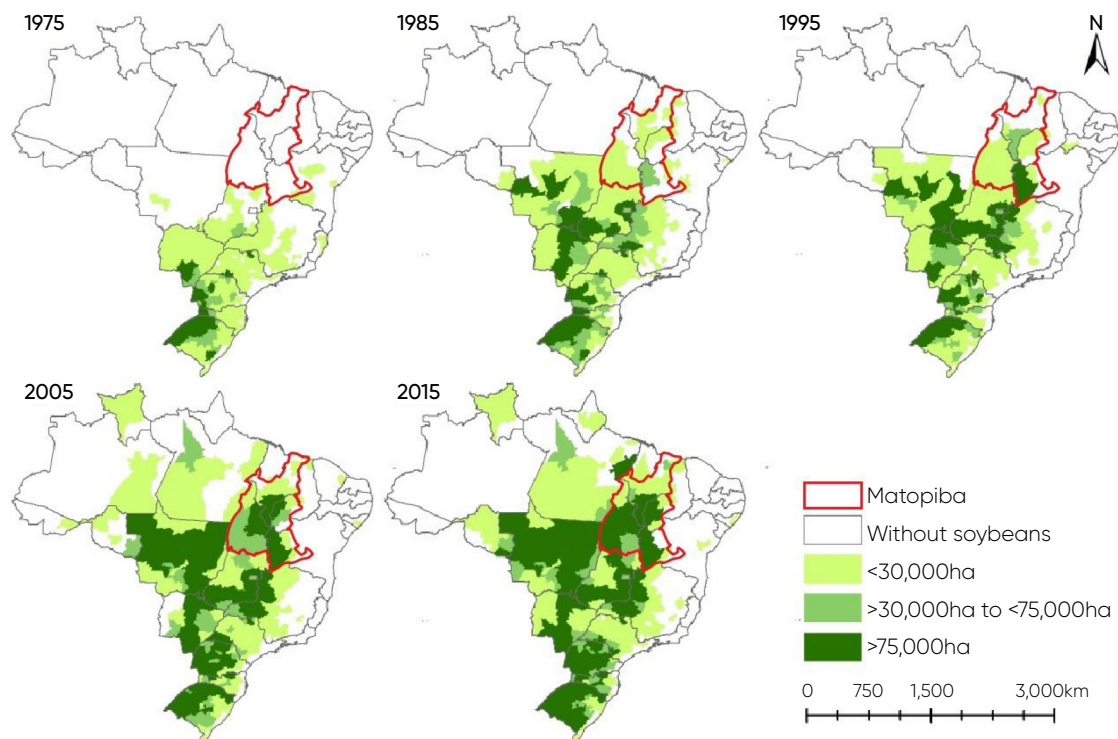 1975
1985
1995
N
2005
2015
Matopiba
Without soybeans
<30,000ha
>30,000ha to <75,000ha
>75,000ha
0 750 1,500 3,000km